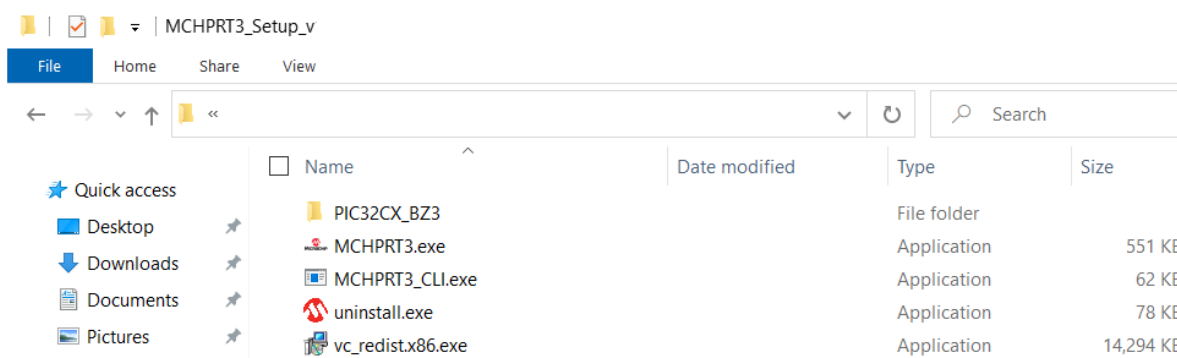 MCHPRT3_Setup_v
File Home Share View
« Search
Name Date modified Type Size
Quick access
Desktop
Downloads
Documents
Pictures
PIC32CX_BZ3 File folder
MCHPRT3.exe Application 551 KB
MCHPRT3_CLI.exe Application 62 KB
uninstall.exe Application 78 KB
vc_redist.x86.exe Application 14,294 KB